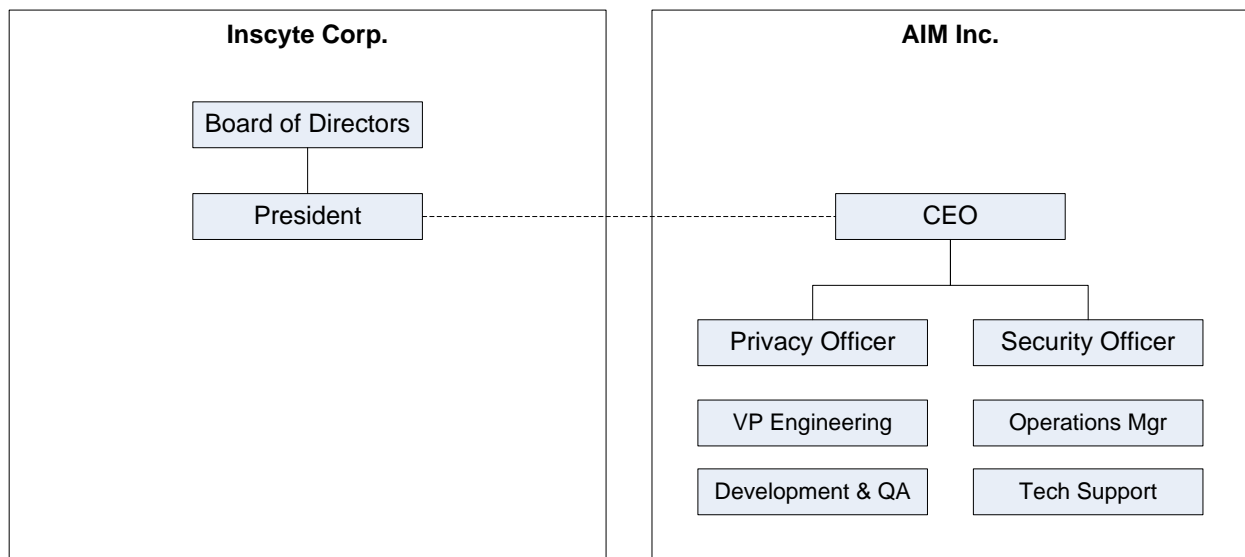 Inscyte Corp.
AIM Inc.
Board of Directors
President
CEO
Privacy Officer
Security Officer
VP Engineering
Operations Mgr
Development & QA
Tech Support